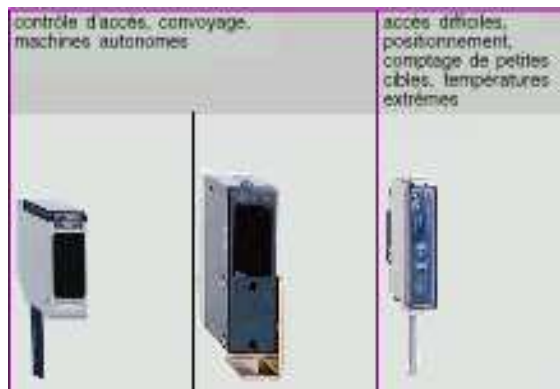 contrôle d'accès, convoyage,
machines autonomes
accès difficiles,
positionnement,
comptage de petites
cibles, températures
extrêmes